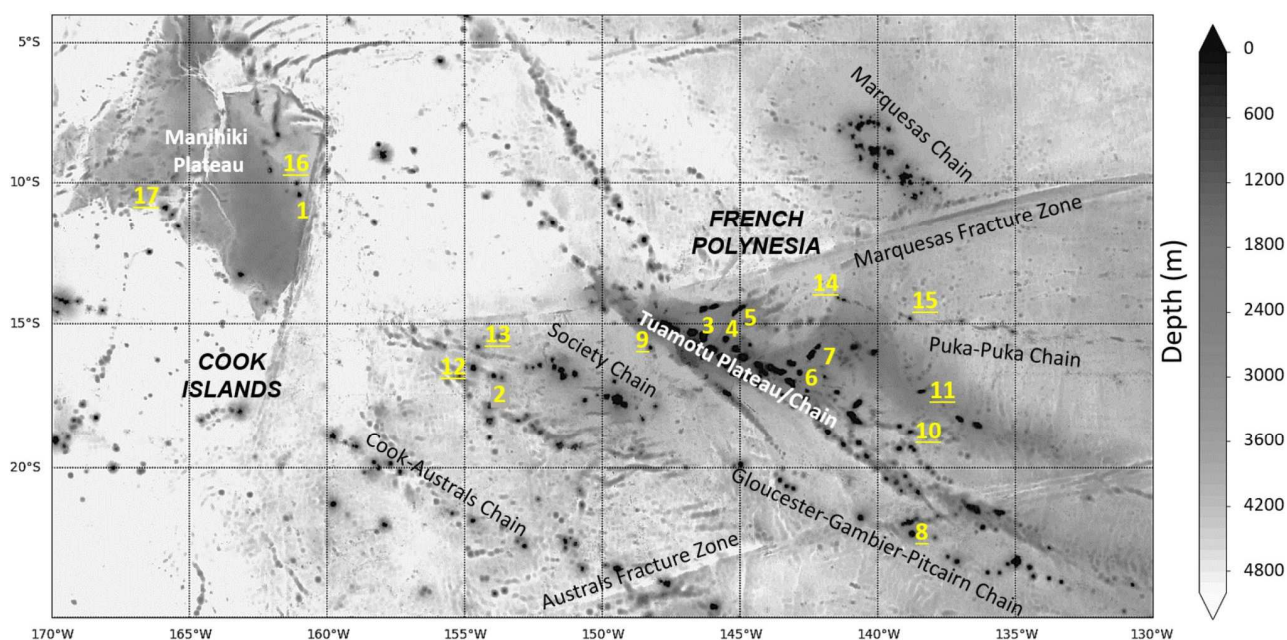 5°S
0
600
Marquesas Chain
Manihiki
Plateau
16
17
10°S
1200
1
FRENCH
POLYNESIA
Marquesas Fracture Zone
1800
Depth (m)
14
15
2400
15°S
3
4
5
13
9
Society Chain
Tuamotu Plateau/Chain
Puka-Puka Chain
3000
COOK
ISLANDS
12
2
7
6
11
10
3600
20°S
Cook-Australs Chain
Gloucester-Gambier-Pitcairn Chain
4200
8
Australs Fracture Zone
4800
170°W 165°W 160°W 155°W 150°W 145°W 140°W 135°W 130°W